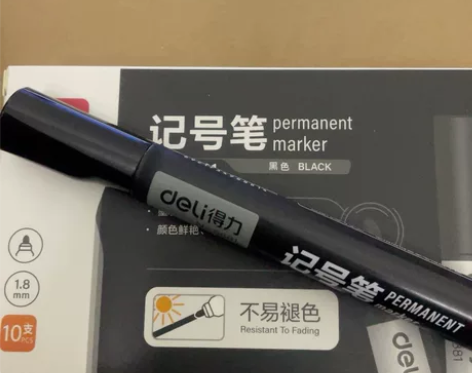 记号笔 permanent
marker
黑色 BLACK
deli得力
颜色鲜艳
记号笔 PERMANENT
1.8
mm
10支
PCS
不易褪色
Resistant To Fading
deli